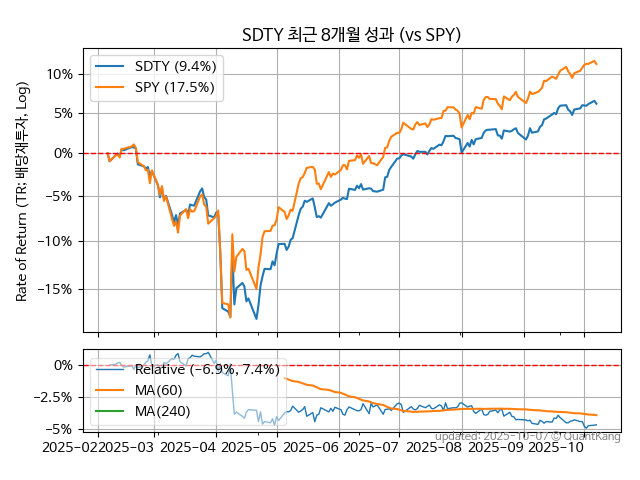 SDTY 최근 8개월 성과 (vs SPY)
SDTY (9.4%)
SPY (17.5%)
10%
5%
0%
−5%
−10%
−15%
Rate of Return (TR: 배당재투자, Log)
Relative (−6.9%, 7.4%)
MA(60)
MA(240)
0%
−2.5%
−5%
2025−02 2025−03 2025−04 2025−05 2025−06 2025−07 2025−08 2025−09 2025−10
updated: 2025-10-07 © QuantKang